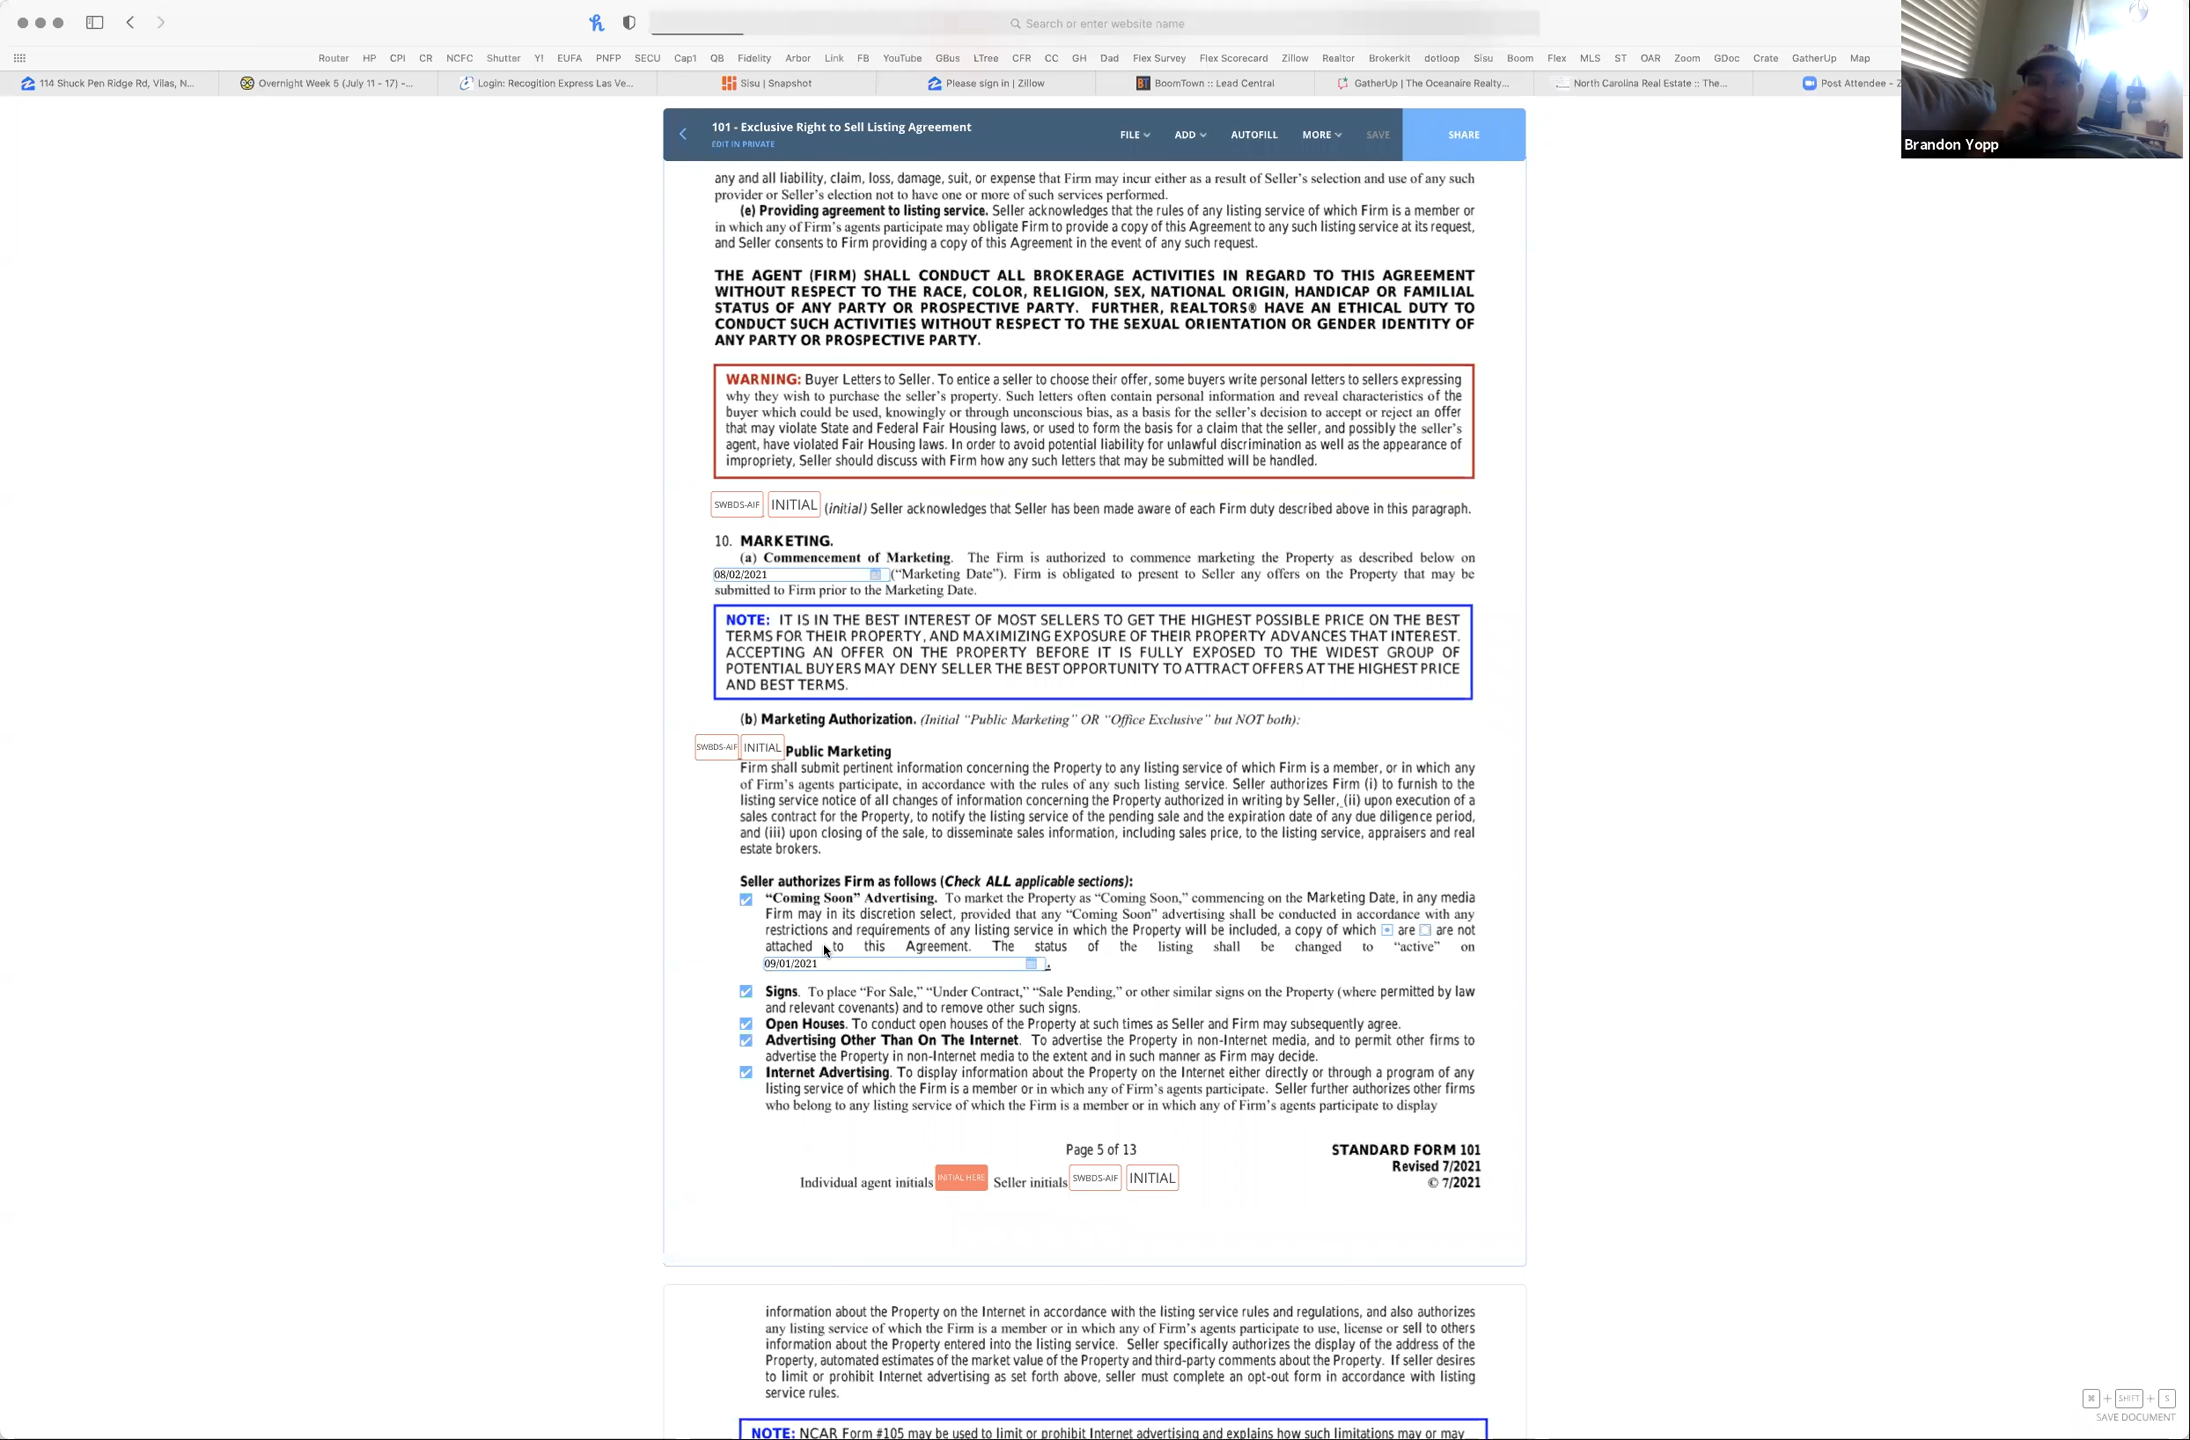 Search or enter website name
Router HP CPI CR NCFC Shutter Y! EUFA PNFP SECU Cap1 QB Fidelity Arbor Link FB YouTube GBus LTree CFR CC GH Dad Flex Survey Flex Scorecard Zillow Realtor Brokerkit dotloop Sisu Boom Flex MLS ST OAR Zoom GDoc Crate GatherUp Map
114 Shuck Pen Ridge Rd, Vilas, N... Overnight Week 5 (July 11 - 17) -... Login: Recogition Express Las Ve... Sisu | Snapshot Please sign in | Zillow BoomTown :: Lead Central GatherUp | The Oceanaire Realty... North Carolina Real Estate :: The... Post Attendee - Z
Brandon Yopp
101 - Exclusive Right to Sell Listing Agreement
EDIT IN PRIVATE
FILE ADD AUTOFILL MORE SAVE SHARE
any and all liability, claim, loss, damage, suit, or expense that Firm may incur either as a result of Seller's selection and use of any such
provider or Seller's election not to have one or more of such services performed.
(e) Providing agreement to listing service. Seller acknowledges that the rules of any listing service of which Firm is a member or
in which any of Firm's agents participate may obligate Firm to provide a copy of this Agreement to any such listing service at its request,
and Seller consents to Firm providing a copy of this Agreement in the event of any such request.
THE AGENT (FIRM) SHALL CONDUCT ALL BROKERAGE ACTIVITIES IN REGARD TO THIS AGREEMENT
WITHOUT RESPECT TO THE RACE, COLOR, RELIGION, SEX, NATIONAL ORIGIN, HANDICAP OR FAMILIAL
STATUS OF ANY PARTY OR PROSPECTIVE PARTY. FURTHER, REALTORS® HAVE AN ETHICAL DUTY TO
CONDUCT SUCH ACTIVITIES WITHOUT RESPECT TO THE SEXUAL ORIENTATION OR GENDER IDENTITY OF
ANY PARTY OR PROSPECTIVE PARTY.
WARNING: Buyer Letters to Seller. To entice a seller to choose their offer, some buyers write personal letters to sellers expressing
why they wish to purchase the seller's property. Such letters often contain personal information and reveal characteristics of the
buyer which could be used, knowingly or through unconscious bias, as a basis for the seller's decision to accept or reject an offer
that may violate State and Federal Fair Housing laws, or used to form the basis for a claim that the seller, and possibly the seller's
agent, have violated Fair Housing laws. In order to avoid potential liability for unlawful discrimination as well as the appearance of
impropriety, Seller should discuss with Firm how any such letters that may be submitted will be handled.
SWBDS-AIF INITIAL (initial) Seller acknowledges that Seller has been made aware of each Firm duty described above in this paragraph.
10. MARKETING.
(a) Commencement of Marketing. The Firm is authorized to commence marketing the Property as described below on
08/02/2021 ("Marketing Date"). Firm is obligated to present to Seller any offers on the Property that may be
submitted to Firm prior to the Marketing Date.
NOTE: IT IS IN THE BEST INTEREST OF MOST SELLERS TO GET THE HIGHEST POSSIBLE PRICE ON THE BEST
TERMS FOR THEIR PROPERTY, AND MAXIMIZING EXPOSURE OF THEIR PROPERTY ADVANCES THAT INTEREST.
ACCEPTING AN OFFER ON THE PROPERTY BEFORE IT IS FULLY EXPOSED TO THE WIDEST GROUP OF
POTENTIAL BUYERS MAY DENY SELLER THE BEST OPPORTUNITY TO ATTRACT OFFERS AT THE HIGHEST PRICE
AND BEST TERMS.
(b) Marketing Authorization. (Initial "Public Marketing" OR "Office Exclusive" but NOT both):
SWBDS-AIF INITIAL Public Marketing
Firm shall submit pertinent information concerning the Property to any listing service of which Firm is a member, or in which any
of Firm's agents participate, in accordance with the rules of any such listing service. Seller authorizes Firm (i) to furnish to the
listing service notice of all changes of information concerning the Property authorized in writing by Seller, (ii) upon execution of a
sales contract for the Property, to notify the listing service of the pending sale and the expiration date of any due diligence period,
and (iii) upon closing of the sale, to disseminate sales information, including sales price, to the listing service, appraisers and real
estate brokers.
Seller authorizes Firm as follows (Check ALL applicable sections):
"Coming Soon" Advertising. To market the Property as "Coming Soon," commencing on the Marketing Date, in any media
Firm may in its discretion select, provided that any "Coming Soon" advertising shall be conducted in accordance with any
restrictions and requirements of any listing service in which the Property will be included, a copy of which are are not
attached to this Agreement. The status of the listing shall be changed to "active" on
09/01/2021 .
Signs. To place "For Sale," "Under Contract," "Sale Pending," or other similar signs on the Property (where permitted by law
and relevant covenants) and to remove other such signs.
Open Houses. To conduct open houses of the Property at such times as Seller and Firm may subsequently agree.
Advertising Other Than On The Internet. To advertise the Property in non-Internet media, and to permit other firms to
advertise the Property in non-Internet media to the extent and in such manner as Firm may decide.
Internet Advertising. To display information about the Property on the Internet either directly or through a program of any
listing service of which the Firm is a member or in which any of Firm's agents participate. Seller further authorizes other firms
who belong to any listing service of which the Firm is a member or in which any of Firm's agents participate to display
Page 5 of 13
STANDARD FORM 101
Revised 7/2021
© 7/2021
Individual agent initials INITIAL HERE Seller initials SWBDS-AIF INITIAL
information about the Property on the Internet in accordance with the listing service rules and regulations, and also authorizes
any listing service of which the Firm is a member or in which any of Firm's agents participate to use, license or sell to others
information about the Property entered into the listing service. Seller specifically authorizes the display of the address of the
Property, automated estimates of the market value of the Property and third-party comments about the Property. If seller desires
to limit or prohibit Internet advertising as set forth above, seller must complete an opt-out form in accordance with listing
service rules.
NOTE: NCAR Form #105 may be used to limit or prohibit Internet advertising and explains how such limitations may or may
⌘ + SHIFT + S
SAVE DOCUMENT